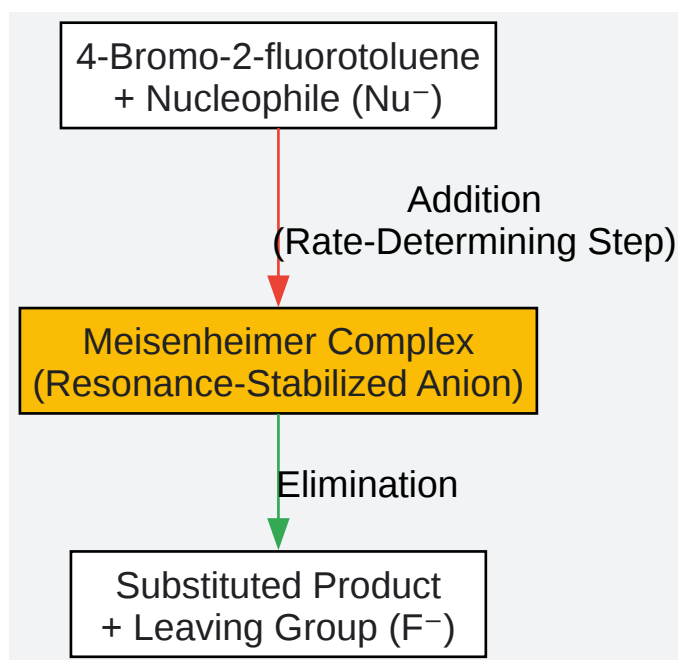 4-Bromo-2-fluorotoluene
+ Nucleophile (Nu⁻)
Addition
(Rate-Determining Step)
Meisenheimer Complex
(Resonance-Stabilized Anion)
Elimination
Substituted Product
+ Leaving Group (F⁻)